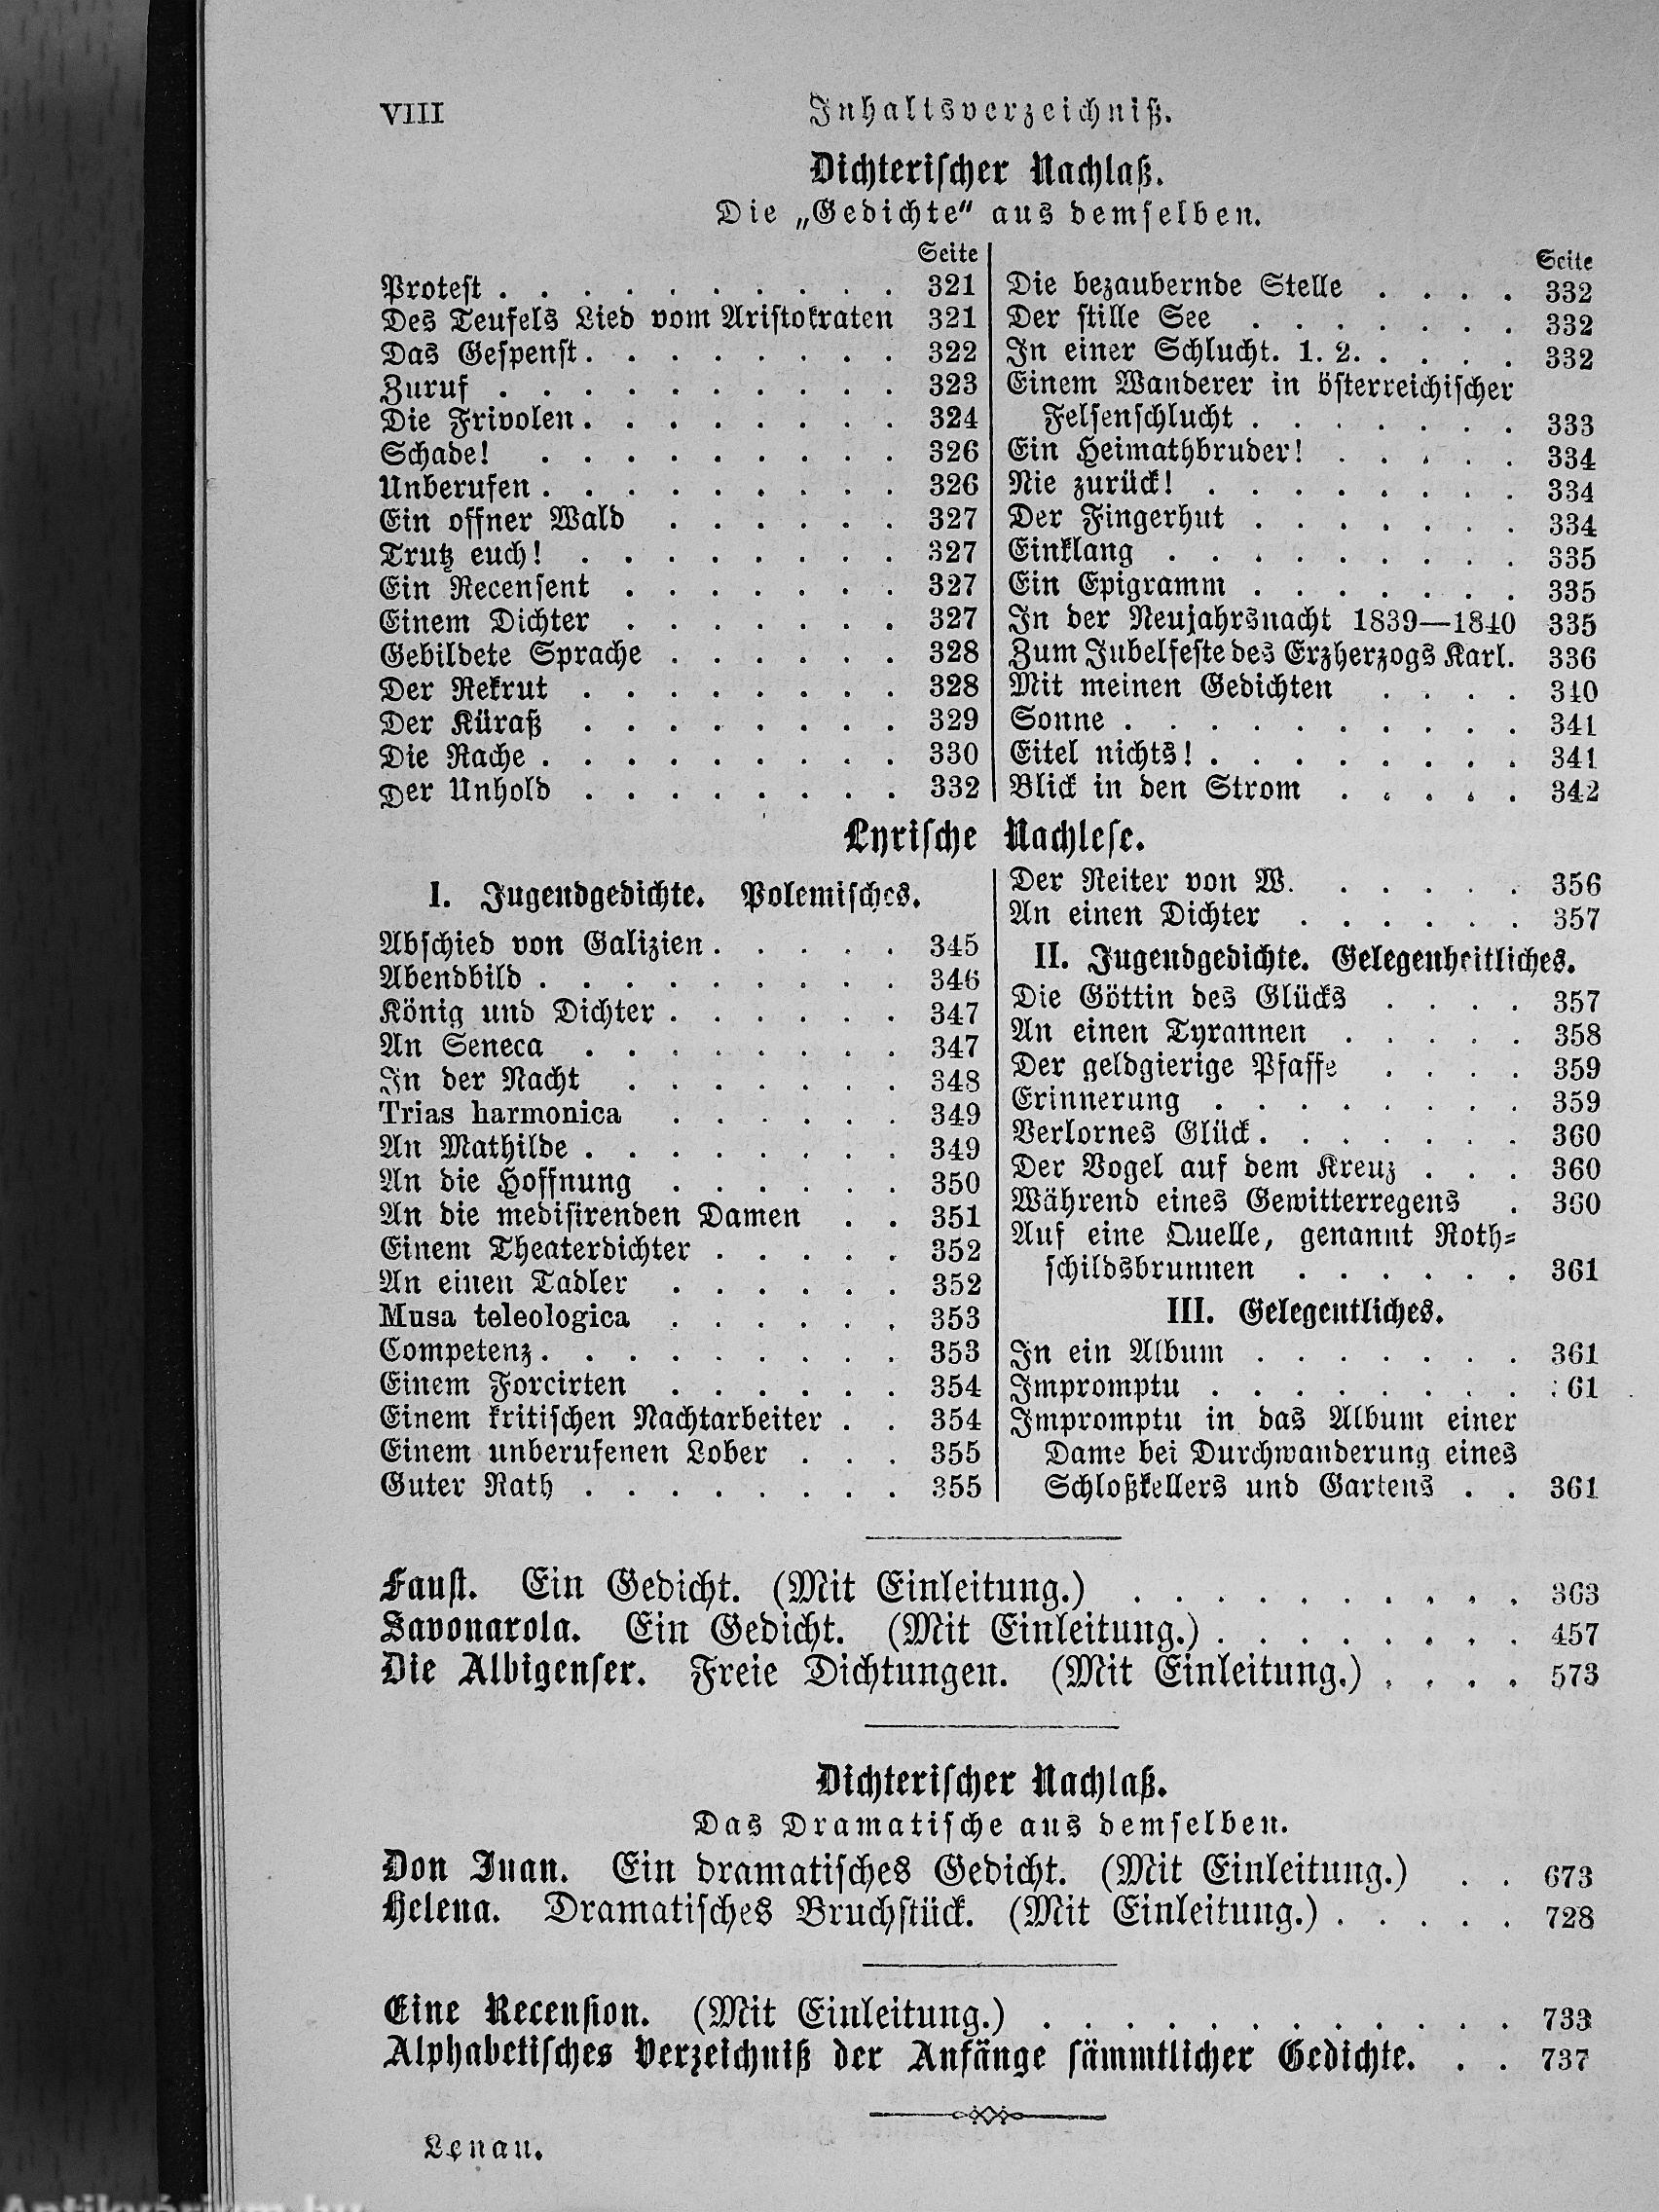 VIII
Inhaltsverzeichniß.
Dichterischer Nachlaß.
Die „Gedichte“ aus demselben.
Seite
Protest . . . . . . . . . . 321
Des Teufels Lied vom Aristokraten 321
Das Gespenst . . . . . . . . 322
Zuruf . . . . . . . . . . 323
Die Frivolen . . . . . . . . 324
Schade! . . . . . . . . . 326
Unberufen . . . . . . . . . 326
Ein offner Wald . . . . . . 327
Trutz euch! . . . . . . . . 327
Ein Recensent . . . . . . . 327
Einem Dichter . . . . . . . 327
Gebildete Sprache . . . . . . 328
Der Rekrut . . . . . . . . 328
Der Küraß . . . . . . . . 329
Die Rache . . . . . . . . . 330
Der Unhold . . . . . . . . 332
Seite
Die bezaubernde Stelle . . . . 332
Der stille See . . . . . . . 332
In einer Schlucht. 1. 2. . . . . 332
Einem Wanderer in österreichischer
Felsenschlucht . . . . . . . 333
Ein Heimathbruder! . . . . . 334
Nie zurück! . . . . . . . . 334
Der Fingerhut . . . . . . . 334
Einklang . . . . . . . . . 335
Ein Epigramm . . . . . . . 335
In der Neujahrsnacht 1839—1840 335
Zum Jubelfeste des Erzherzogs Karl. 336
Mit meinen Gedichten . . . . 340
Sonne . . . . . . . . . . 341
Eitel nichts! . . . . . . . . 341
Blick in den Strom . . . . . 342
Lyrische Nachlese.
I. Jugendgedichte. Polemisches.
Abschied von Galizien . . . . . 345
Abendbild . . . . . . . . . 346
König und Dichter . . . . . . 347
An Seneca . . . . . . . . 347
In der Nacht . . . . . . . 348
Trias harmonica . . . . . . 349
An Mathilde . . . . . . . . 349
An die Hoffnung . . . . . . 350
An die medisirenden Damen . . 351
Einem Theaterdichter . . . . . 352
An einen Tadler . . . . . . 352
Musa teleologica . . . . . . 353
Competenz . . . . . . . . . 353
Einem Forcirten . . . . . . 354
Einem kritischen Nachtarbeiter . . 354
Einem unberufenen Lober . . . 355
Guter Rath . . . . . . . . 355
Der Reiter von W. . . . . . 356
An einen Dichter . . . . . . 357
II. Jugendgedichte. Gelegenheitliches.
Die Göttin des Glücks . . . . 357
An einen Tyrannen . . . . . 358
Der geldgierige Pfaffe . . . . 359
Erinnerung . . . . . . . . 359
Verlornes Glück . . . . . . . 360
Der Vogel auf dem Kreuz . . . 360
Während eines Gewitterregens . 360
Auf eine Quelle, genannt Roth-
schildsbrunnen . . . . . . 361
III. Gelegentliches.
In ein Album . . . . . . . 361
Impromptu . . . . . . . . 61
Impromptu in das Album einer
Dame bei Durchwanderung eines
Schloßkellers und Gartens . . 361
Faust. Ein Gedicht. (Mit Einleitung.) . . . . . . . . . . 363
Savonarola. Ein Gedicht. (Mit Einleitung.) . . . . . . . . 457
Die Albigenser. Freie Dichtungen. (Mit Einleitung.) . . . . 573
Dichterischer Nachlaß.
Das Dramatische aus demselben.
Don Juan. Ein dramatisches Gedicht. (Mit Einleitung.) . . 673
Helena. Dramatisches Bruchstück. (Mit Einleitung.) . . . . . 728
Eine Recension. (Mit Einleitung.) . . . . . . . . . . . . 733
Alphabetisches Verzeichniß der Anfänge sämmtlicher Gedichte. . . 737
Lenau.